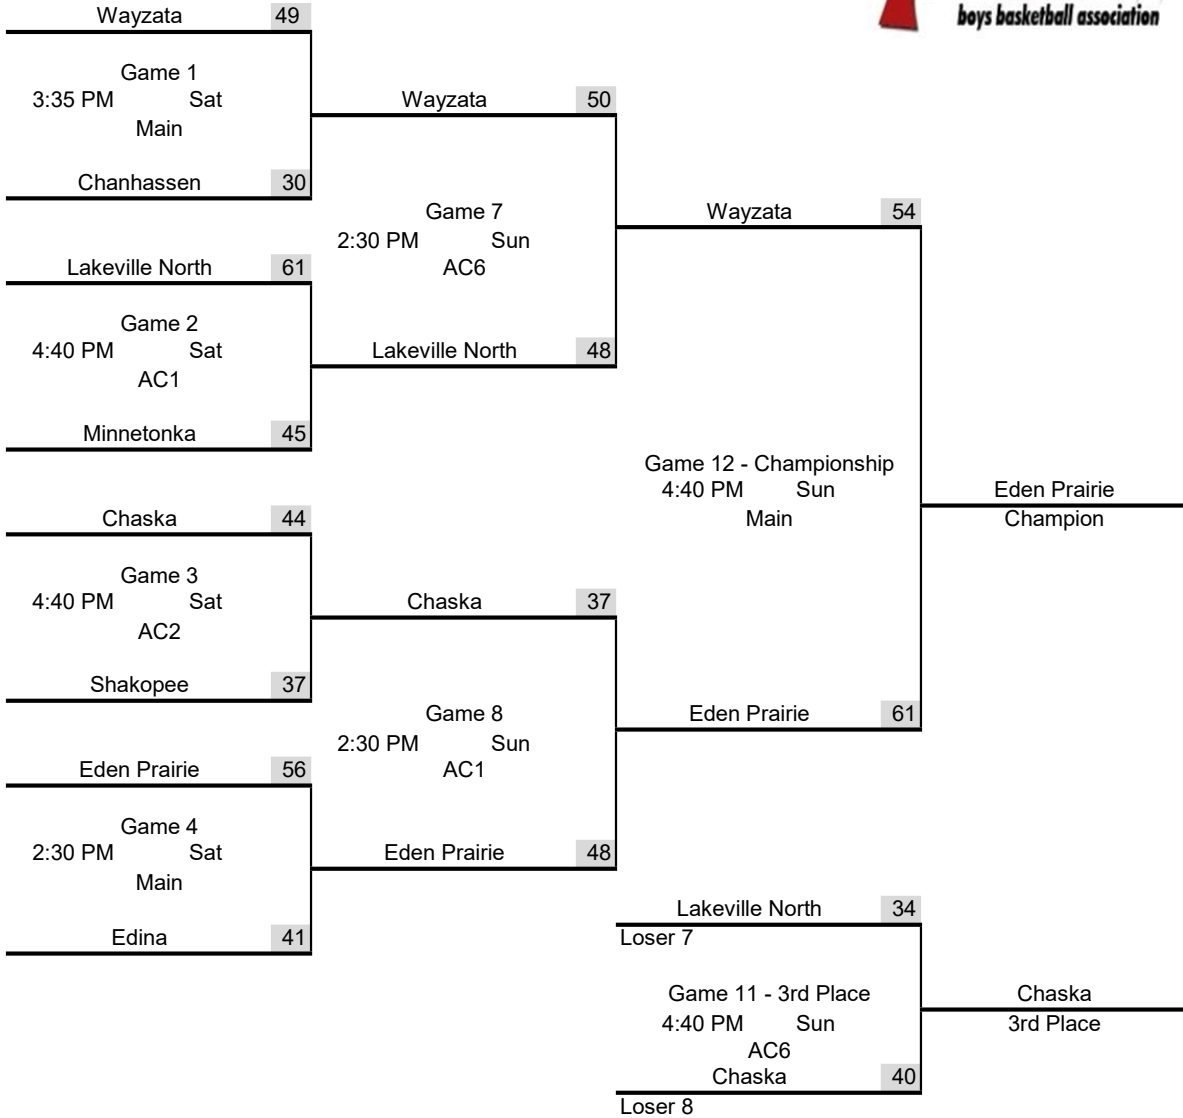 boys basketball association
Wayzata 49
Game 1
3:35 PM Sat
Main
Chanhassen 30
Lakeville North 61
Game 2
4:40 PM Sat
AC1
Minnetonka 45
Chaska 44
Game 3
4:40 PM Sat
AC2
Shakopee 37
Eden Prairie 56
Game 4
2:30 PM Sat
Main
Edina 41
Wayzata 50
Game 7
2:30 PM Sun
AC6
Lakeville North 48
Chaska 37
Game 8
2:30 PM Sun
AC1
Eden Prairie 48
Wayzata 54
Game 12 - Championship
4:40 PM Sun
Main
Eden Prairie 61
Eden Prairie
Champion
Lakeville North 34
Loser 7
Game 11 - 3rd Place
4:40 PM Sun
AC6
Chaska 40
Loser 8
Chaska
3rd Place